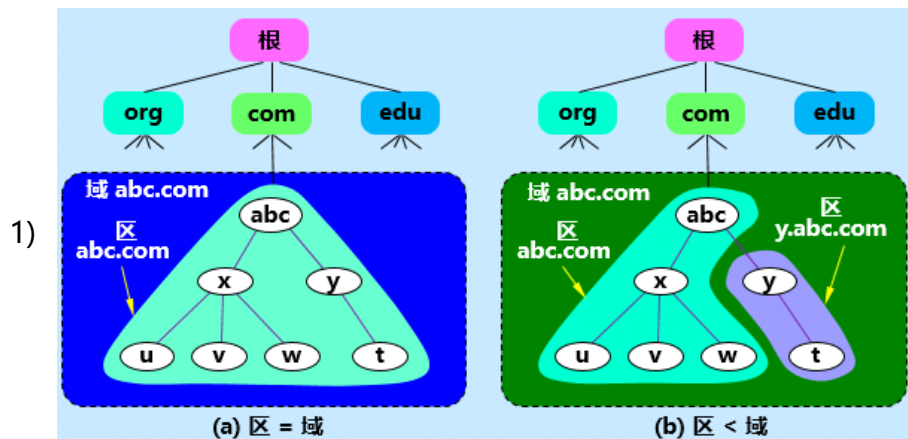 1)
根
org com edu
域 abc.com
区
abc.com
abc
x y
u v w t
(a) 区 = 域
根
org com edu
域 abc.com
区
abc.com
区
y.abc.com
abc
x y
u v w t
(b) 区 < 域